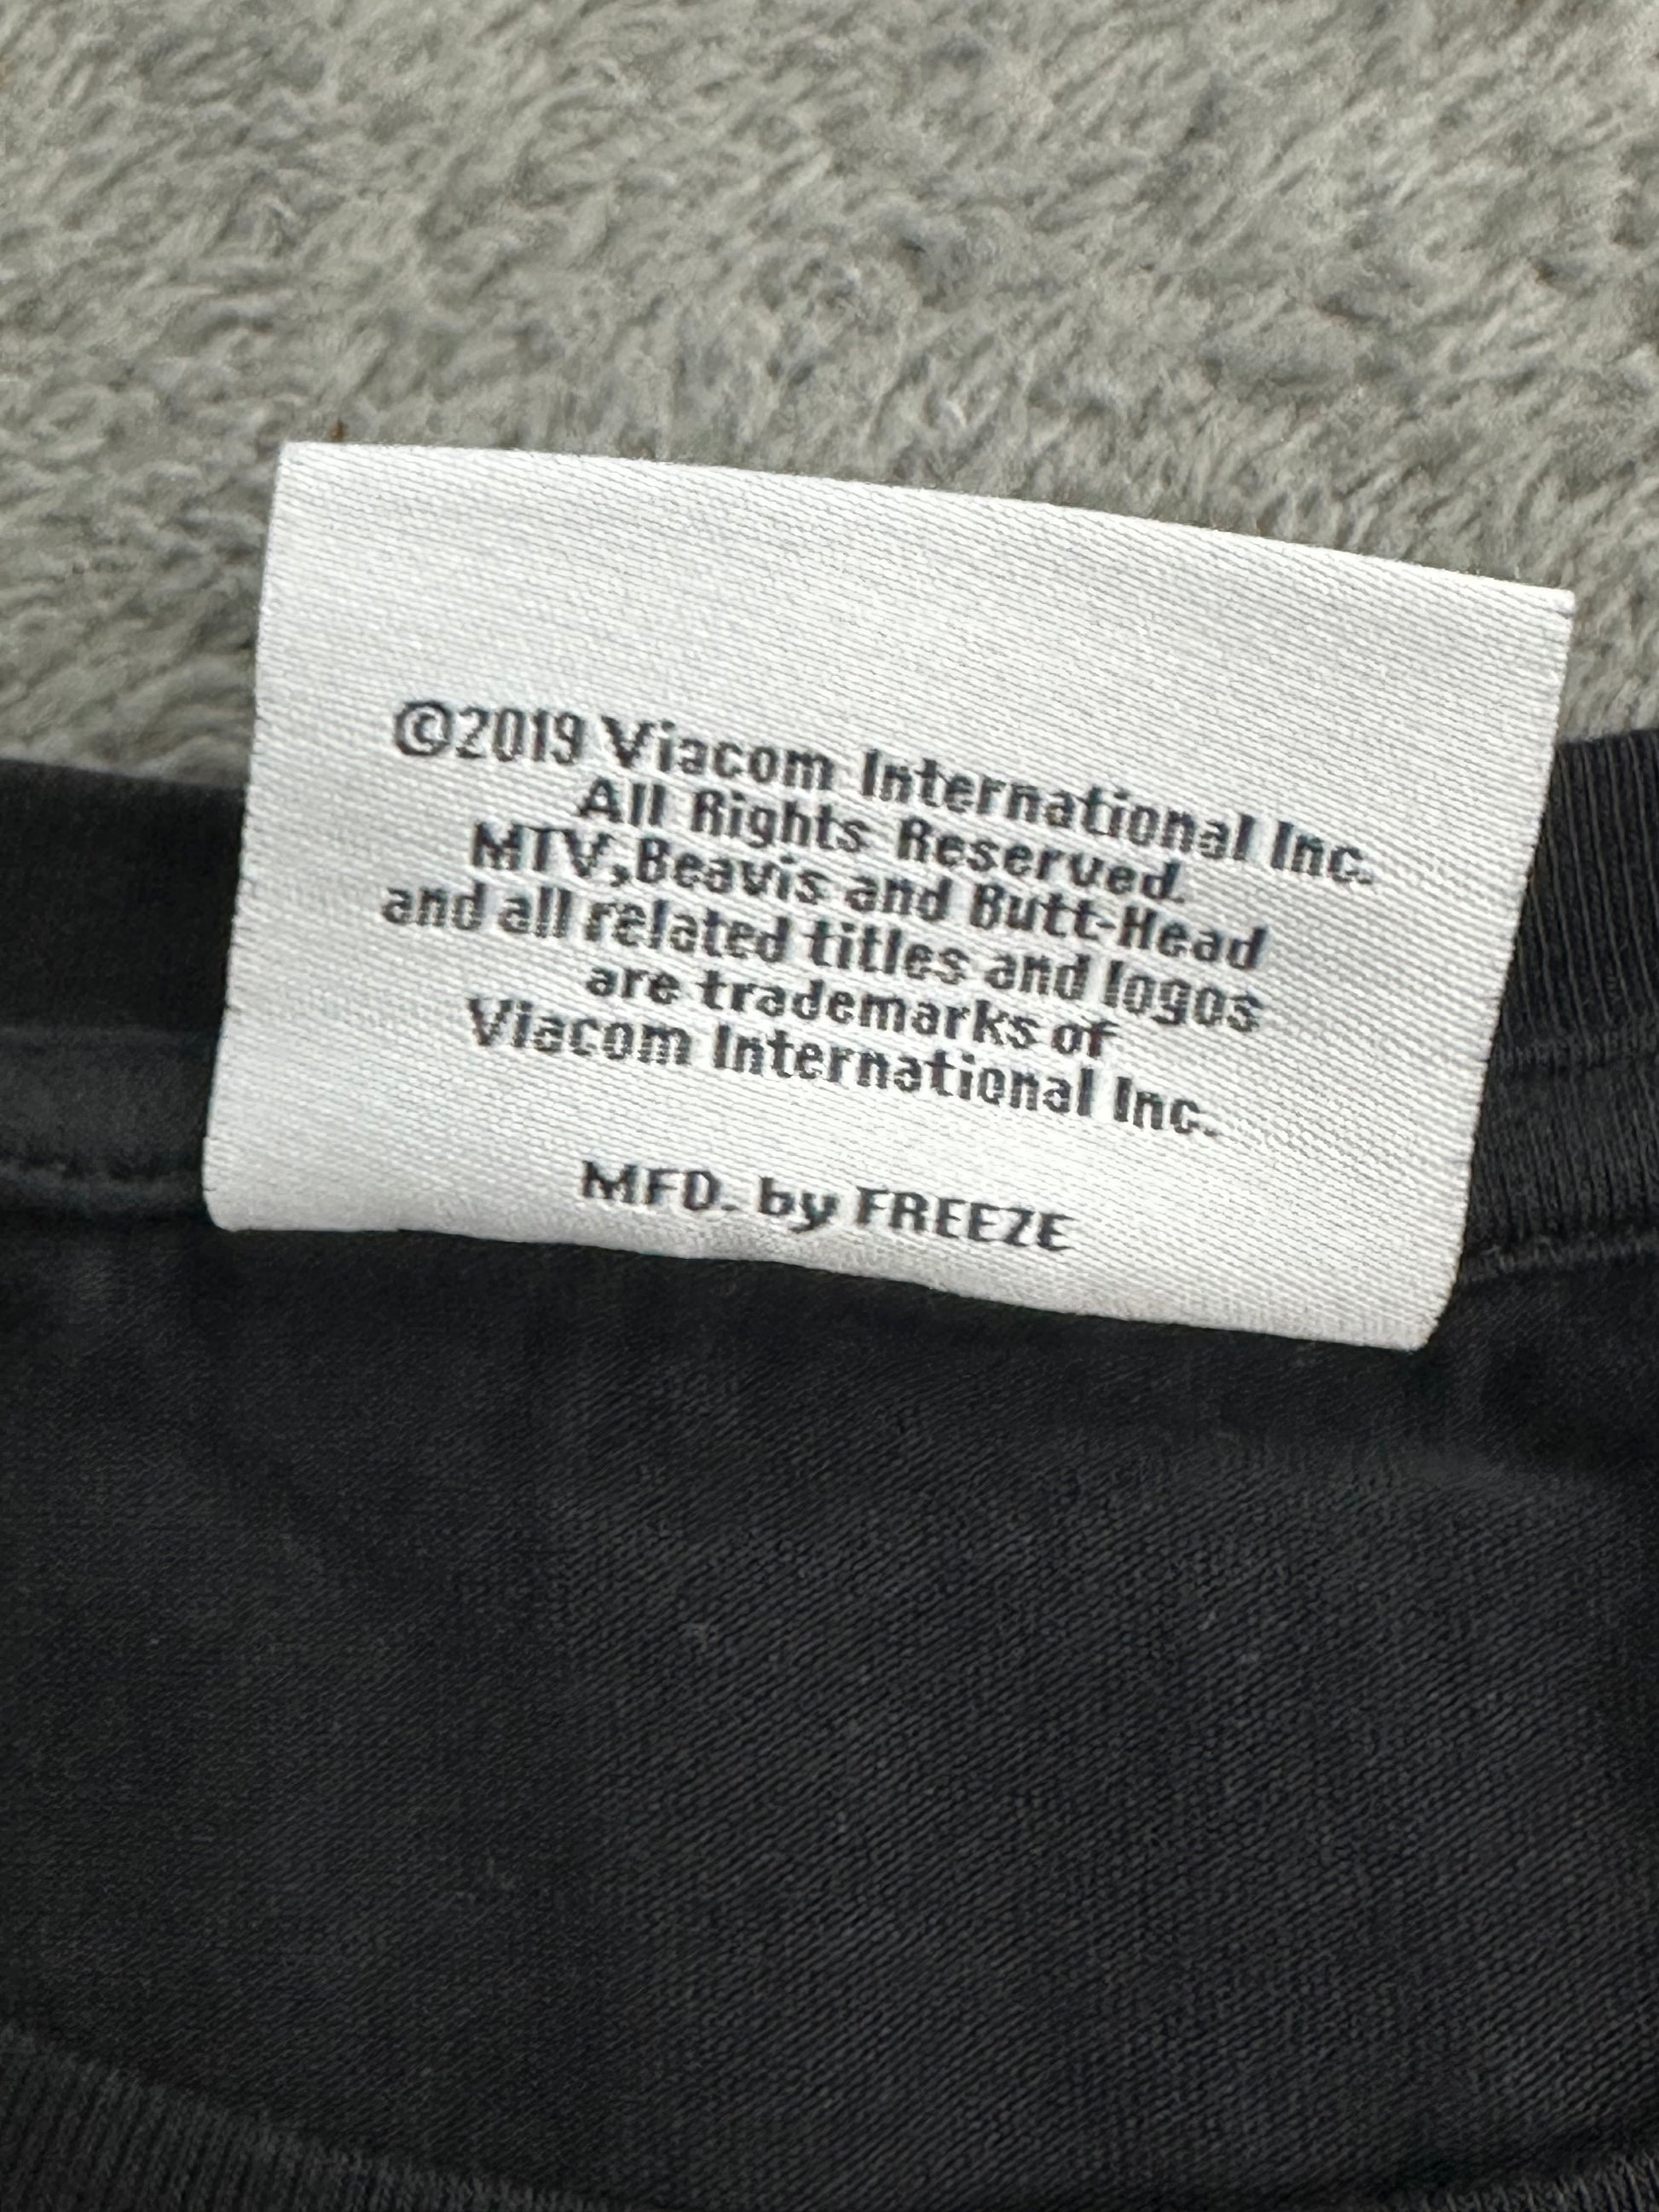 ©2019 Viacom International Inc.
All Rights Reserved.
MTV,Beavis and Butt-Head
and all related titles and logos
are trademarks of
Viacom International Inc.
MFD. by FREEZE